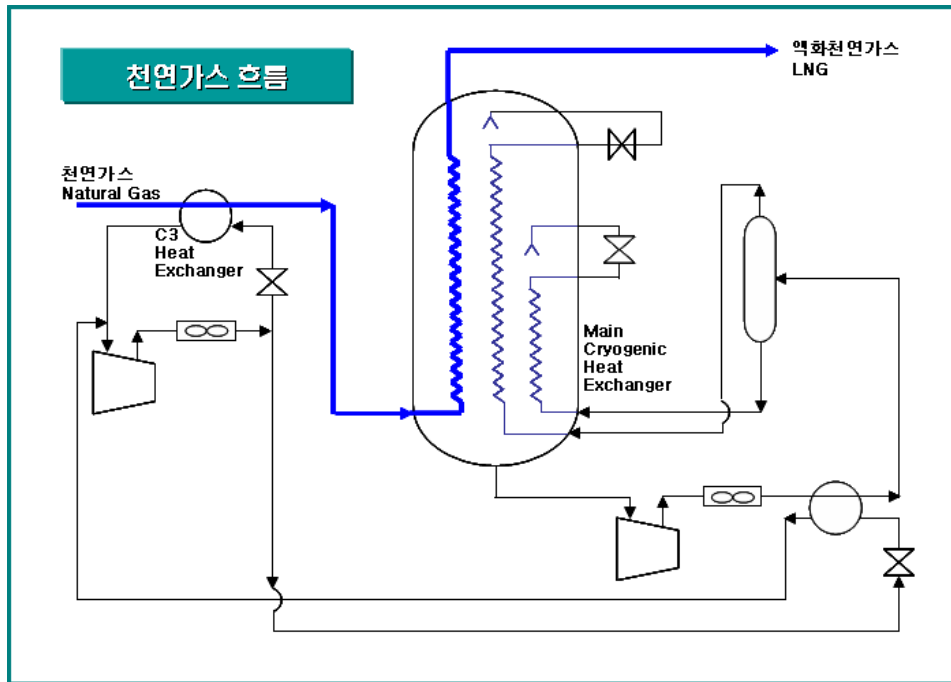 천연가스 흐름
액화천연가스
LNG
천연가스
Natural Gas
C3
Heat
Exchanger
Main
Cryogenic
Heat
Exchanger